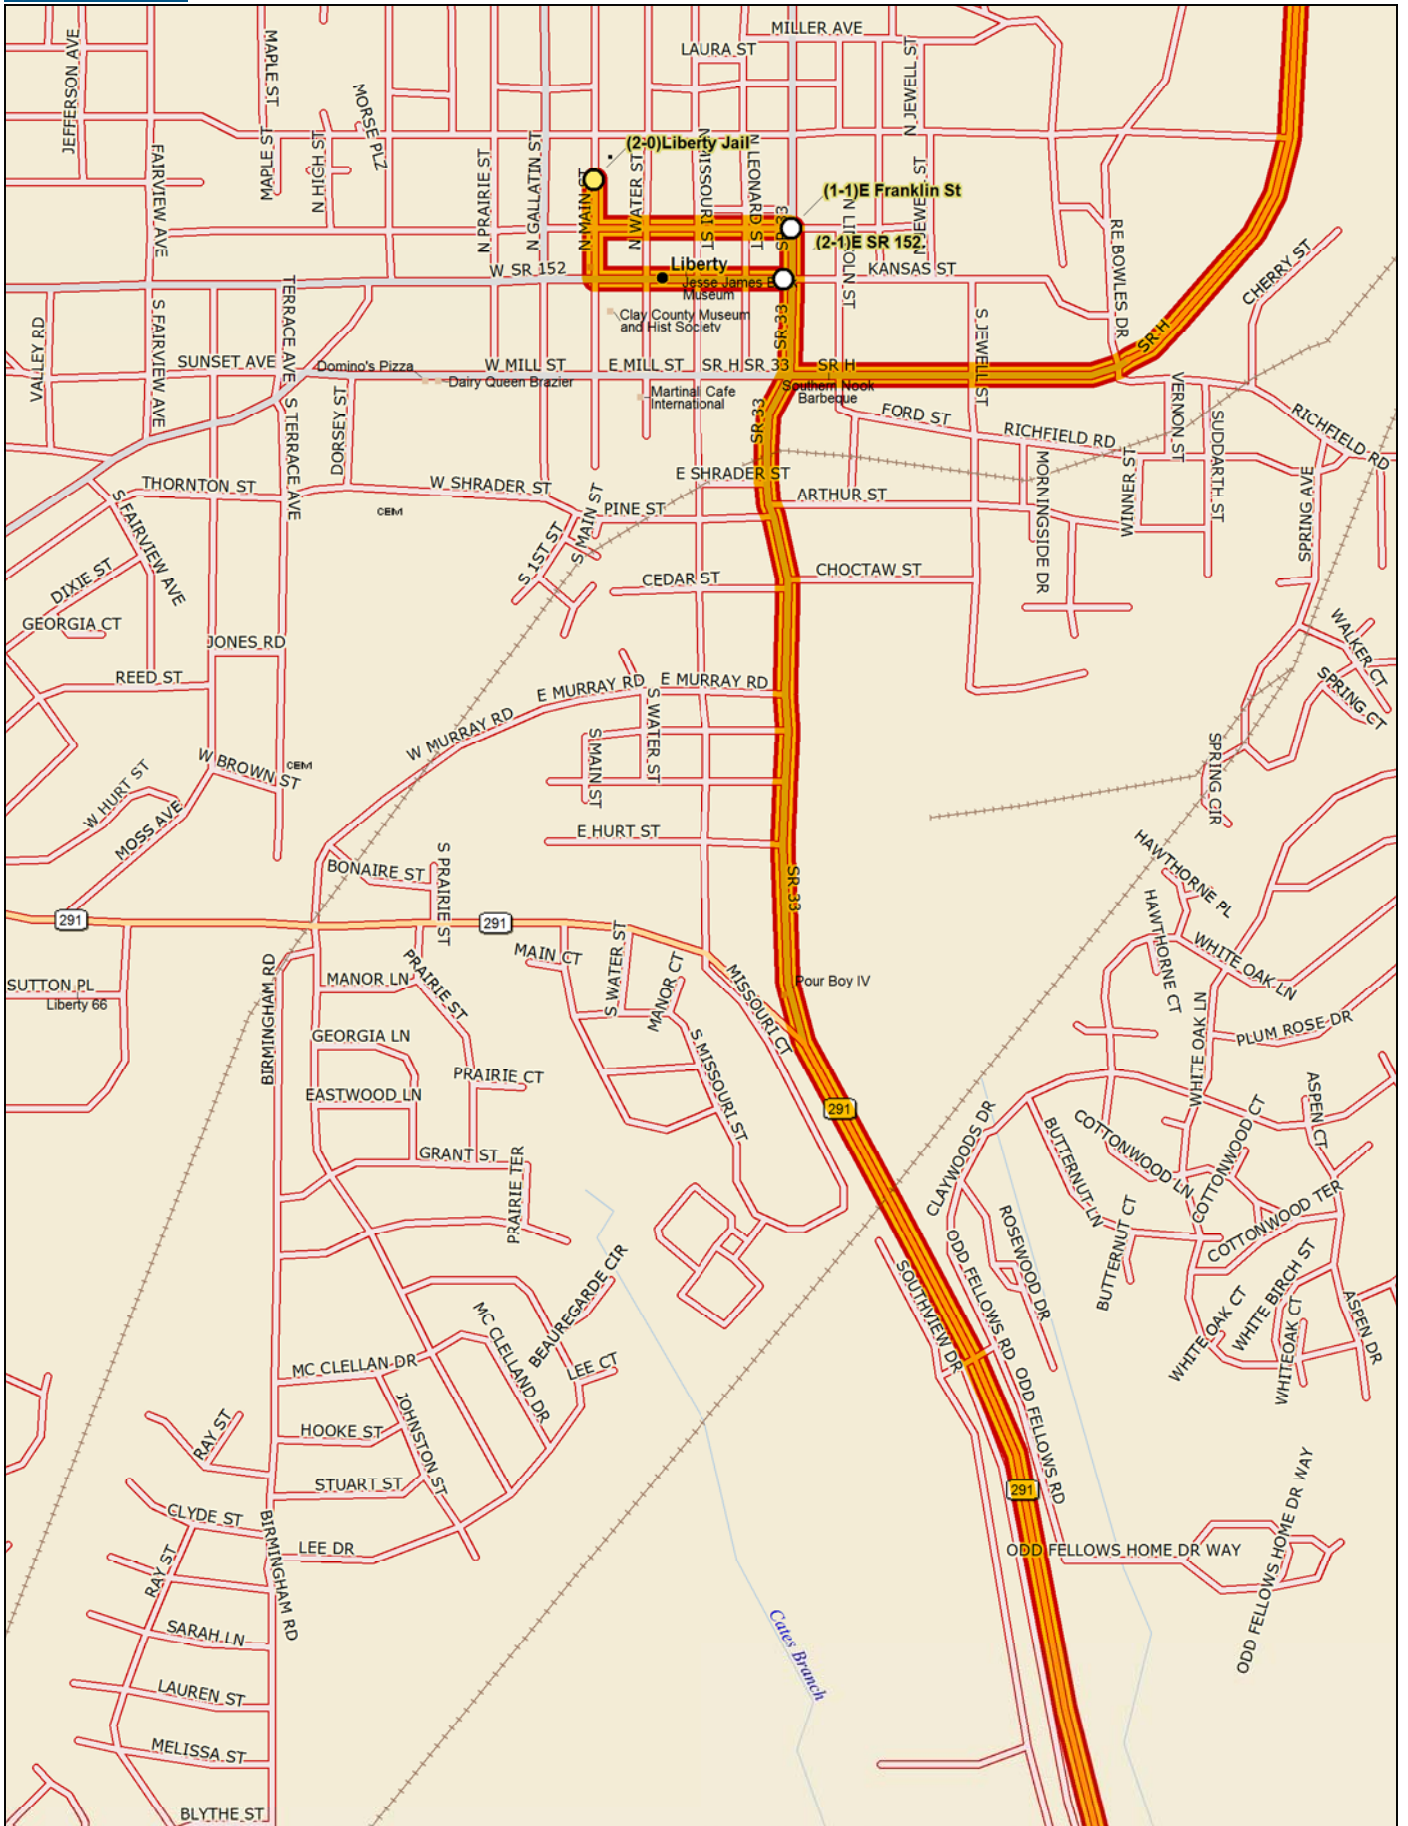 MILLER AVE
LAURA ST
JEFFERSON AVE
MAPLE ST
MORSE PLZ
N JEWELL ST
MAPLE ST
N HIGH ST
FAIRVIEW AVE
N PRAIRIE ST
N GALLATIN ST
N MAIN ST
(2-0)Liberty Jail
N WATER ST
N MISSOURI ST
N LEONARD ST
SR 33
(1-1)E Franklin St
N LINCOLN ST
N JEWELL ST
(2-1)E SR 152
RE BOWLES DR
CHERRY ST
W SR 152
Liberty
KANSAS ST
Jesse James B
Museum
Clay County Museum
and Hist Society
SR 33
VALLEY RD
S FAIRVIEW AVE
TERRACE AVE
SUNSET AVE
Domino's Pizza
Dairy Queen Brazier
W MILL ST
E MILL ST
SR H
SR 33
SR H
SR H
S JEWELL ST
Southern Nook
Barbeque
Martinal Cafe
International
DORSEY ST
S TERRACE AVE
SR 33
FORD ST
RICHFIELD RD
VERNON ST
SUDDARTH ST
RICHFIELD RD
THORNTON ST
W SHRADER ST
E SHRADER ST
ARTHUR ST
MORNINGSIDE DR
WINNER ST
SPRING AVE
CEM
S FAIRVIEW AVE
S MAIN ST
PINE ST
S 1ST ST
DIXIE ST
CEDAR ST
CHOCTAW ST
GEORGIA CT
JONES RD
WALKER CT
REED ST
E MURRAY RD
E MURRAY RD
SPRING CT
W MURRAY RD
S WATER ST
S MAIN ST
SPRING CIR
W BROWN ST
CEM
W HURT ST
MOSS AVE
E HURT ST
HAWTHORNE PL
BONAIRE ST
S PRAIRIE ST
SR 33
HAWTHORNE CT
291
291
MAIN CT
S WATER ST
MANOR CT
MISSOURI CT
Pour Boy IV
WHITE OAK LN
SUTTON PL
Liberty 66
BIRMINGHAM RD
MANOR LN
PRAIRIE ST
GEORGIA LN
S MISSOURI ST
WHITE OAK LN
PLUM ROSE DR
PRAIRIE CT
EASTWOOD LN
291
CLAYWOODS DR
BUTTERNUT LN
COTTONWOOD LN
COTTONWOOD CT
ASPEN CT
GRANT ST
PRAIRIE TER
COTTONWOOD TER
ROSEWOOD DR
BUTTERNUT CT
ODD FELLOWS RD
SOUTHVIEW DR
BEAUREGARDE CIR
MC CLELLAND DR
WHITE OAK CT
WHITE BIRCH ST
WHITEOAK CT
ASPEN DR
MC CLELLAN DR
LEE CT
JOHNSTON ST
ODD FELLOWS RD
RAY ST
HOOKE ST
STUART ST
291
CLYDE ST
BIRMINGHAM RD
LEE DR
ODD FELLOWS HOME DR WAY
ODD FELLOWS HOME DR WAY
RAY ST
SARAH LN
Cates Branch
LAUREN ST
MELISSA ST
BLYTHE ST